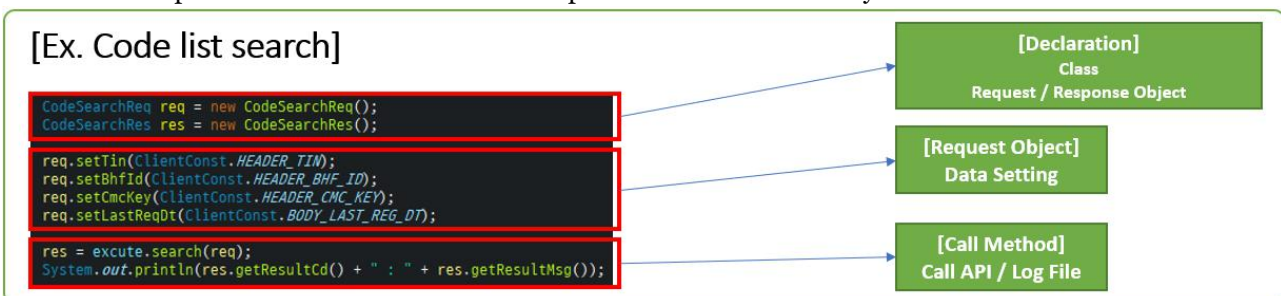 [Ex. Code list search]
CodeSearchReq req = new CodeSearchReq();
CodeSearchRes res = new CodeSearchRes();
req.setTin(ClientConst.HEADER_TIN);
req.setBhfId(ClientConst.HEADER_BHF_ID);
req.setCmcKey(ClientConst.HEADER_CMC_KEY);
req.setLastReqDt(ClientConst.BODY_LAST_REG_DT);
res = excute.search(req);
System.out.println(res.getResultCd() + " : " + res.getResultMsg());
[Declaration]
Class
Request / Response Object
[Request Object]
Data Setting
[Call Method]
Call API / Log File